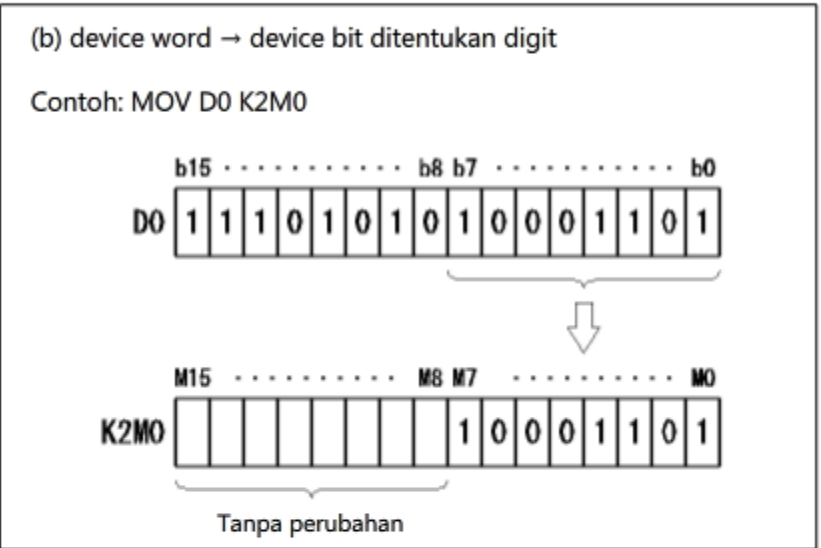 (b) device word → device bit ditentukan digit
Contoh: MOV D0 K2M0
b15 · · · · · · · · · · · b8 b7 · · · · · · · · · · · b0
D0 1 1 1 0 1 0 1 0 1 0 0 0 1 1 0 1
M15 · · · · · · · · · · M8 M7 · · · · · · · · · · M0
K2M0 1 0 0 0 1 1 0 1
Tanpa perubahan